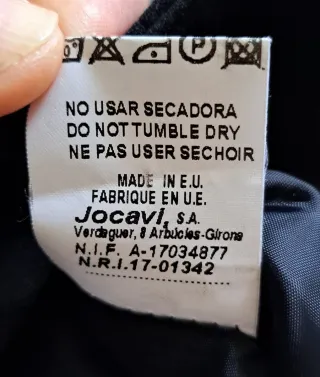 NO USAR SECADORA
DO NOT TUMBLE DRY
NE PAS USER SECHOIR
MADE IN E.U.
FABRIQUE EN U.E.
Jocavi, S.A.
Verdaguer, 8 Arbúcies-Girona
N.I.F. A-17034877
N.R.I.17-01342